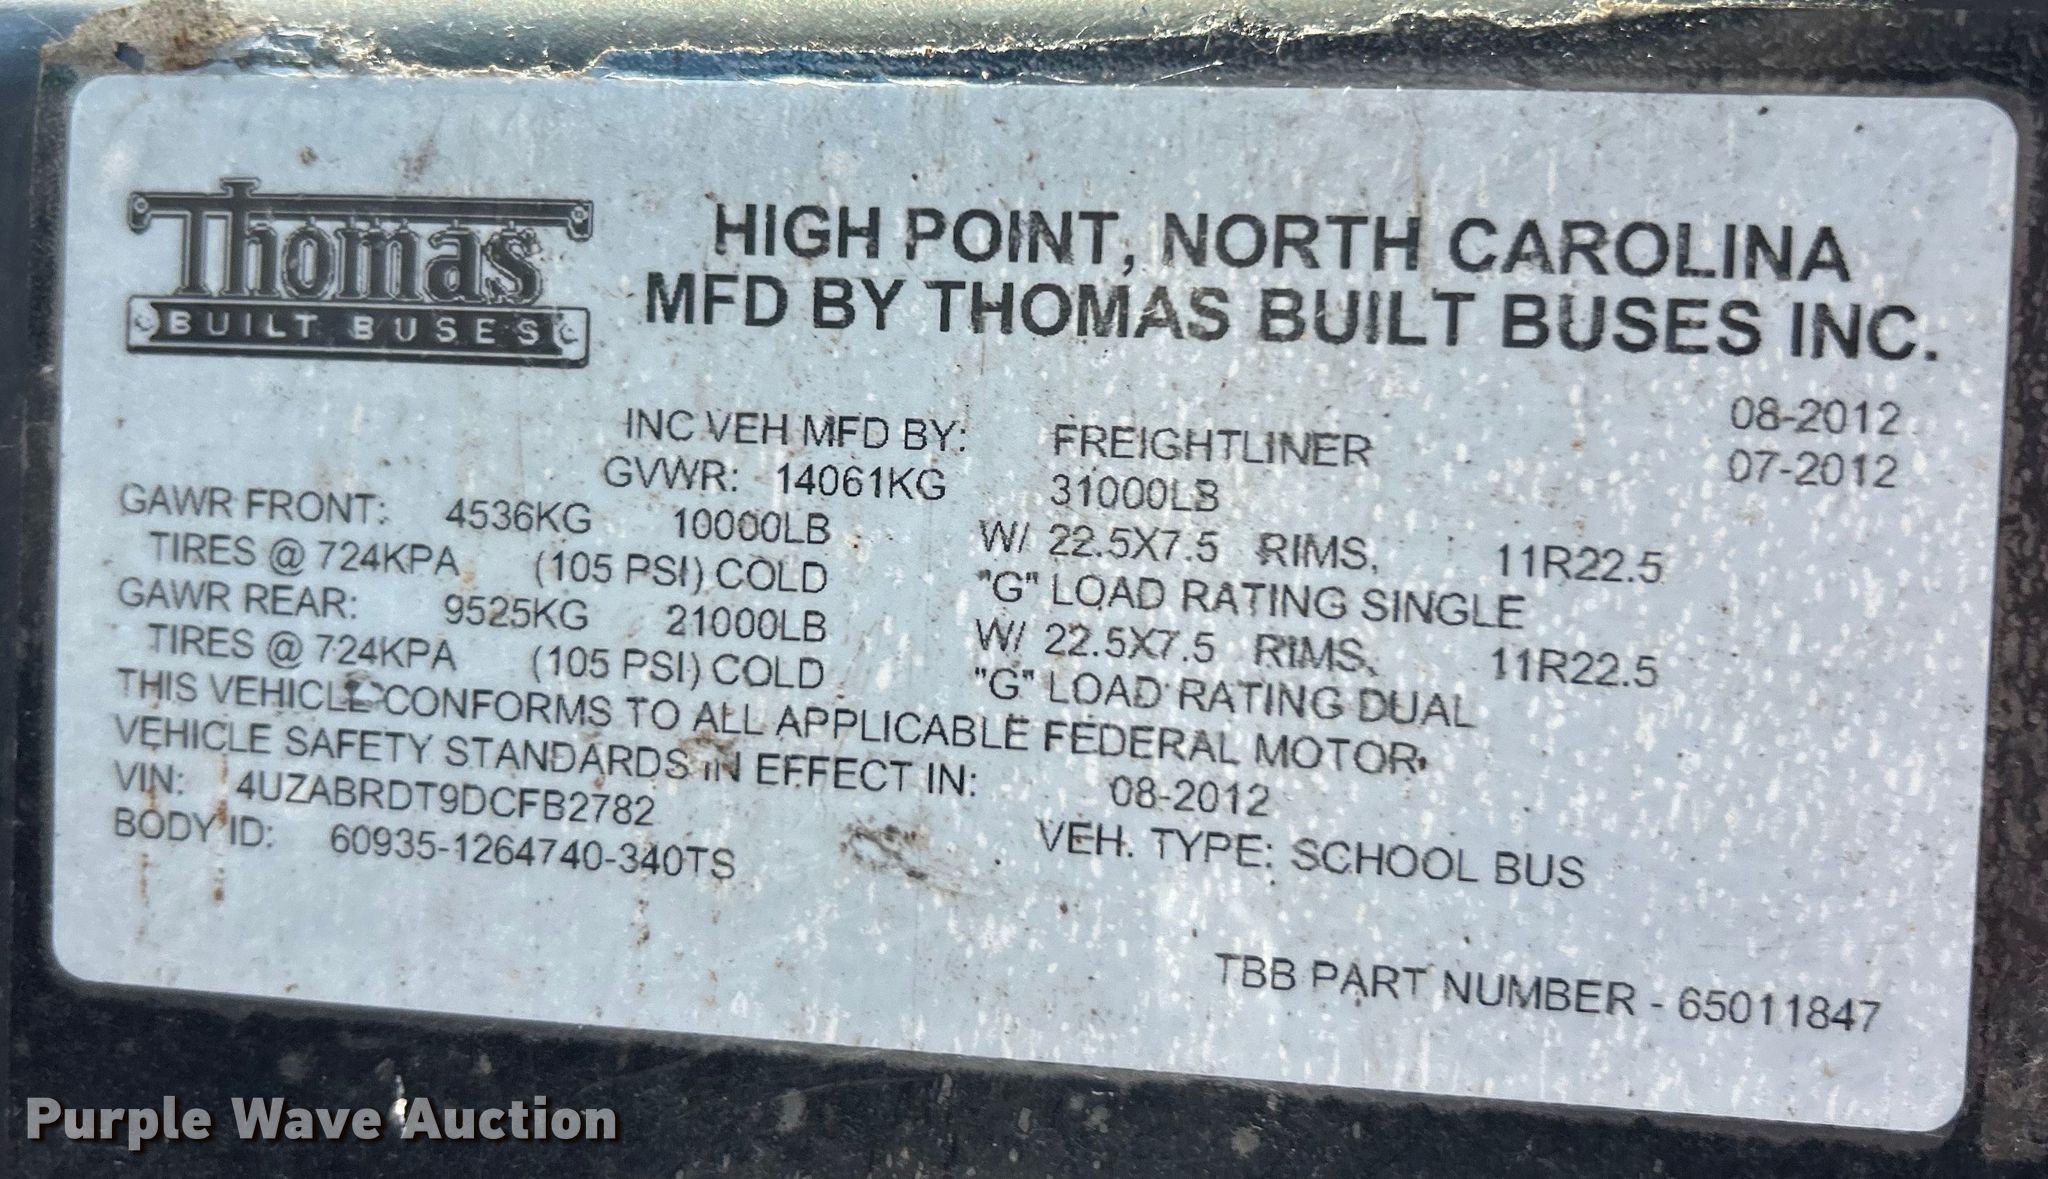 Thomas
BUILT BUSES
HIGH POINT, NORTH CAROLINA
MFD BY THOMAS BUILT BUSES INC.
08-2012
INC VEH MFD BY: FREIGHTLINER 07-2012
GVWR: 14061KG 31000LB
GAWR FRONT: 4536KG 10000LB W/ 22.5X7.5 RIMS, 11R22.5
TIRES @ 724KPA (105 PSI) COLD "G" LOAD RATING SINGLE
GAWR REAR: 9525KG 21000LB W/ 22.5X7.5 RIMS, 11R22.5
TIRES @ 724KPA (105 PSI) COLD "G" LOAD RATING DUAL
THIS VEHICLE CONFORMS TO ALL APPLICABLE FEDERAL MOTOR
VEHICLE SAFETY STANDARDS IN EFFECT IN: 08-2012
VIN: 4UZABRDT9DCFB2782
BODY ID: 60935-1264740-340TS VEH. TYPE: SCHOOL BUS
TBB PART NUMBER - 65011847
Purple Wave Auction